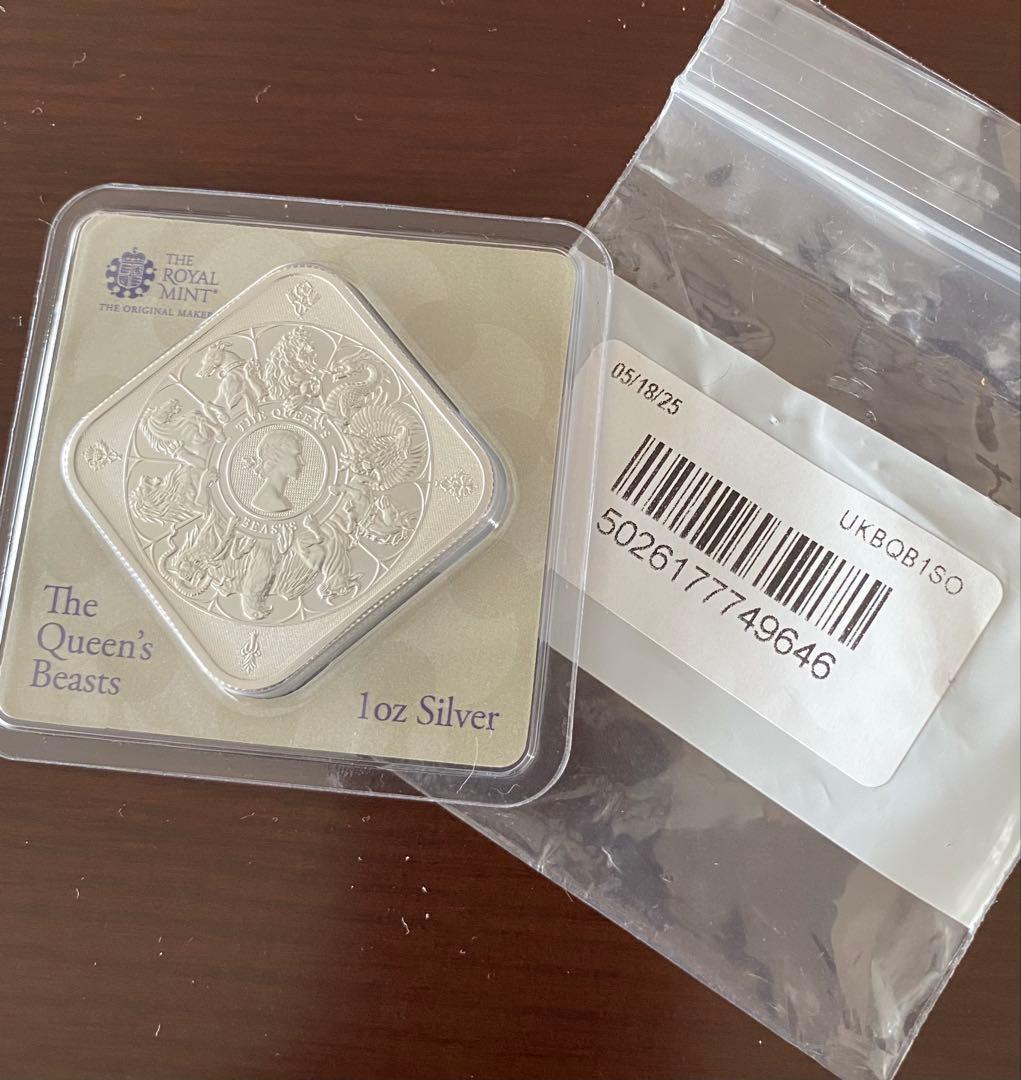 THE
ROYAL
MINT®
THE ORIGINAL MAKER
THE QUEEN'S
BEASTS
The
Queen's
Beasts
1oz Silver
05/18/25
UKBQB1SO
5026177749646